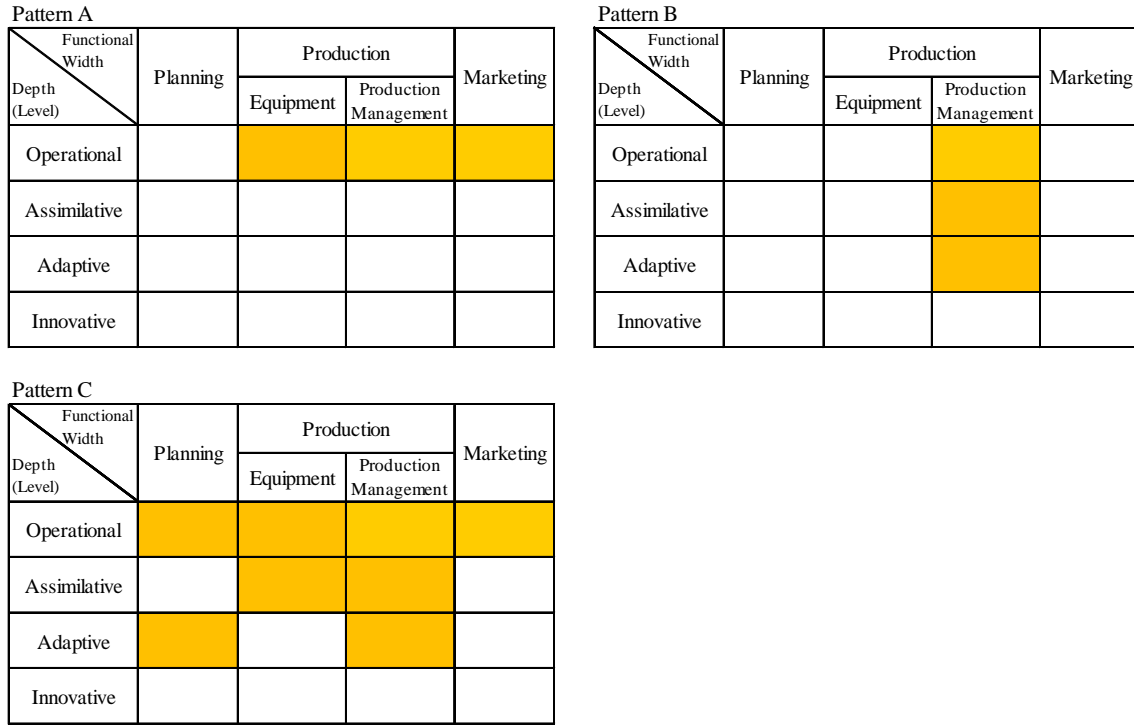 Pattern A
Functional
Width
Depth
(Level)
Planning
Production
Equipment
Production
Management
Marketing
Operational
Assimilative
Adaptive
Innovative
Pattern B
Functional
Width
Depth
(Level)
Planning
Production
Equipment
Production
Management
Marketing
Operational
Assimilative
Adaptive
Innovative
Pattern C
Functional
Width
Depth
(Level)
Planning
Production
Equipment
Production
Management
Marketing
Operational
Assimilative
Adaptive
Innovative